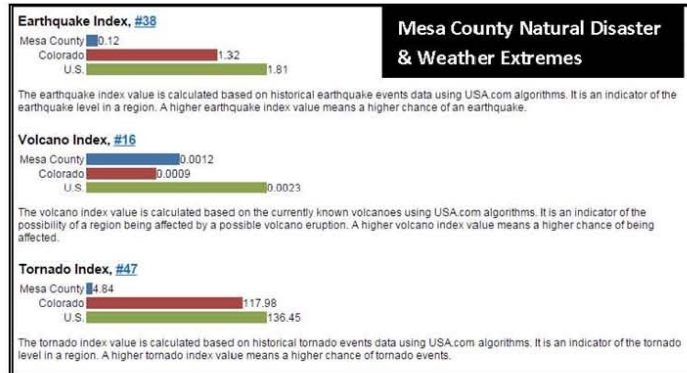 Earthquake Index, #38
Mesa County Natural Disaster
& Weather Extremes
Mesa County 0.12
Colorado 1.32
U.S. 1.81
The earthquake index value is calculated based on historical earthquake events data using USA.com algorithms. It is an indicator of the
earthquake level in a region. A higher earthquake index value means a higher chance of an earthquake.
Volcano Index, #16
Mesa County 0.0012
Colorado 0.0009
U.S. 0.0023
The volcano index value is calculated based on the currently known volcanoes using USA.com algorithms. It is an indicator of the
possibility of a region being affected by a possible volcano eruption. A higher volcano index value means a higher chance of being
affected.
Tornado Index, #47
Mesa County 4.84
Colorado 117.98
U.S. 136.45
The tornado index value is calculated based on historical tornado events data using USA.com algorithms. It is an indicator of the tornado
level in a region. A higher tornado index value means a higher chance of tornado events.